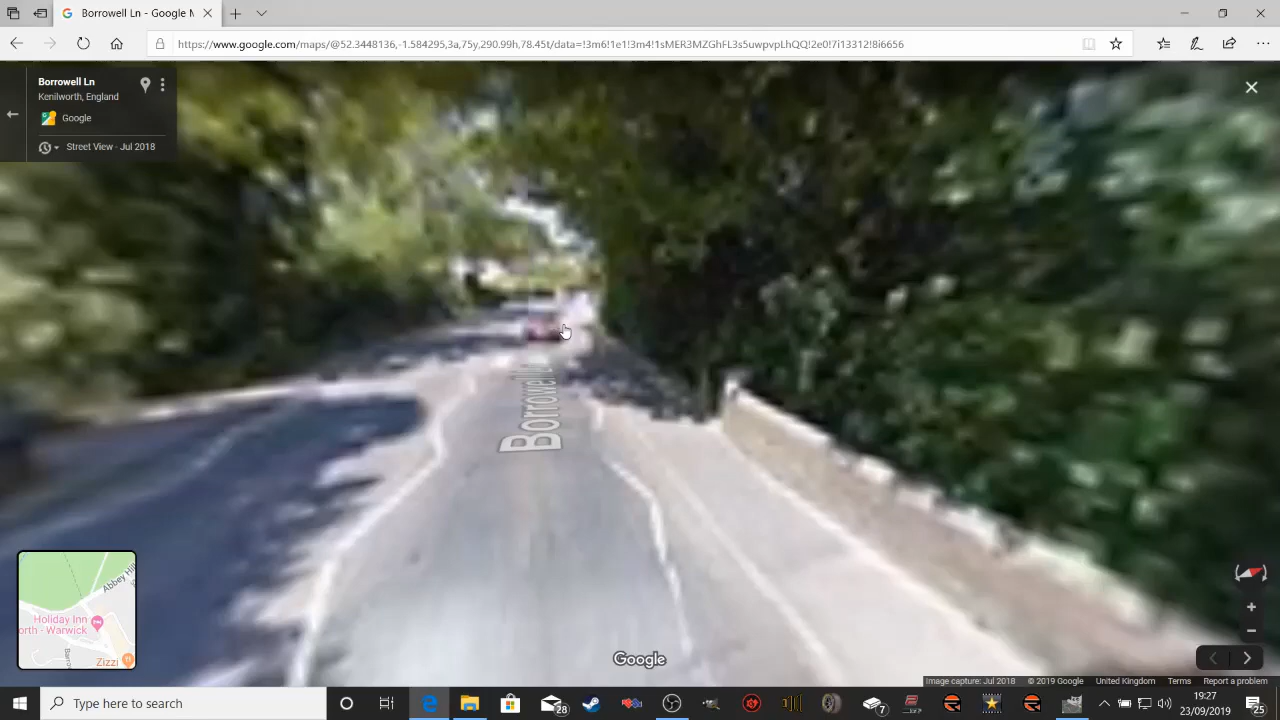 Borrowell Ln - Google M
https://www.google.com/maps/@52.3448166,-1.584295,3a,75y,290.99h,78.45t/data=!3m6!1e1!3m4!1sMER3MZGhFL3s5uwpvpLhQQ!2e0!7i13312!8i6656
Borrowell Ln
Kenilworth, England
Google
Street View - Jul 2018
Borrowell Ln
Abbey Hill
Holiday Inn
orth - Warwick
Zizzi
Google
Image capture: Jul 2018 © 2019 Google United Kingdom Terms Report a problem
Type here to search
28
7
19:27
23/09/2019
25